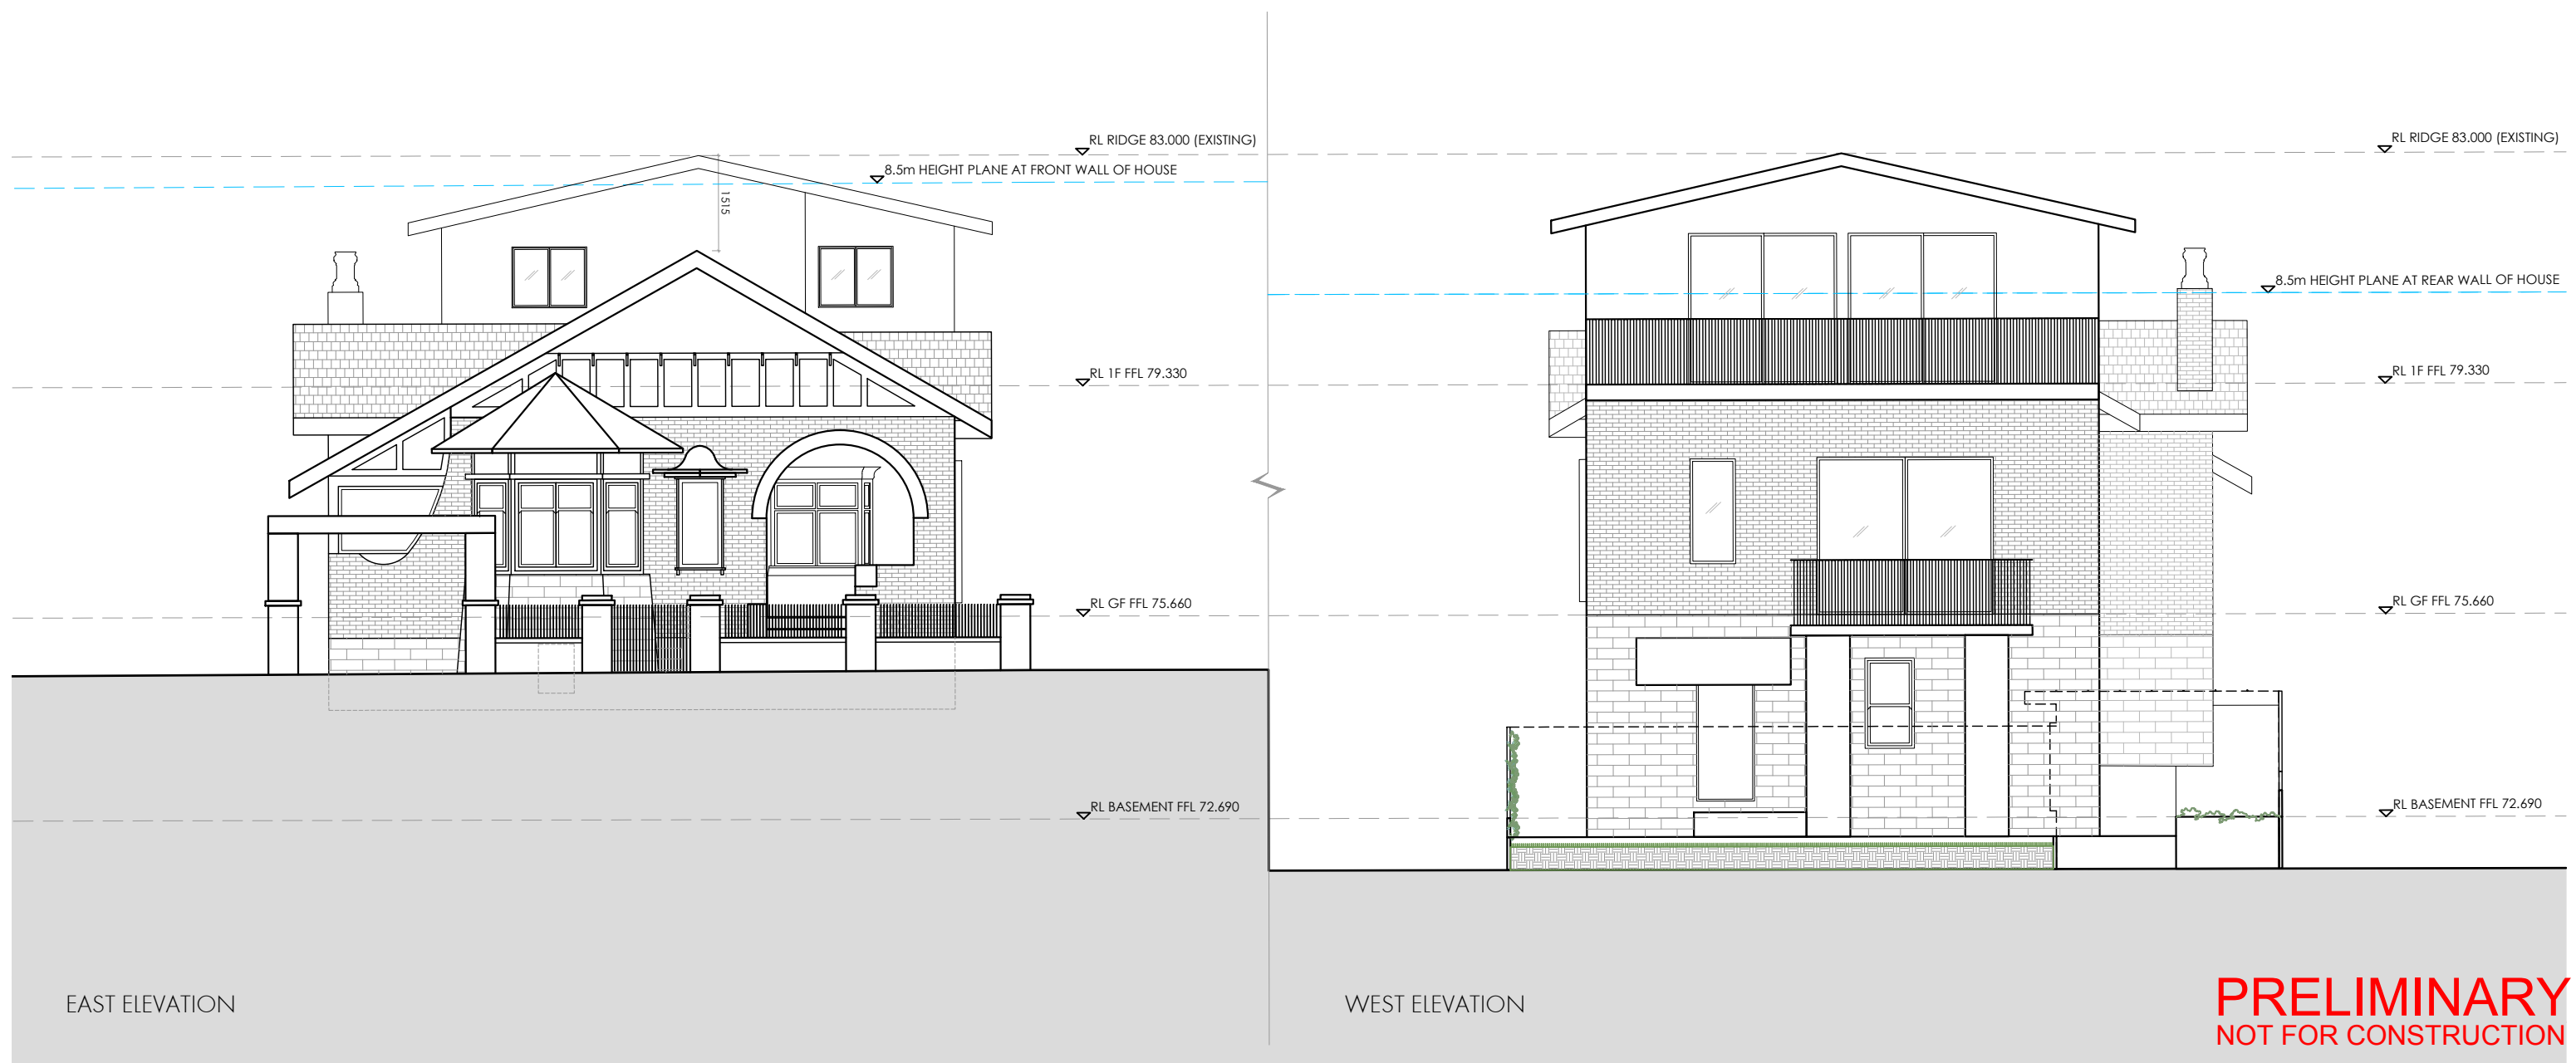 RL RIDGE 83.000 (EXISTING)
8.5m HEIGHT PLANE AT FRONT WALL OF HOUSE
1515
RL 1F FFL 79.330
RL GF FFL 75.660
RL BASEMENT FFL 72.690
EAST ELEVATION
RL RIDGE 83.000 (EXISTING)
8.5m HEIGHT PLANE AT REAR WALL OF HOUSE
RL 1F FFL 79.330
RL GF FFL 75.660
RL BASEMENT FFL 72.690
WEST ELEVATION
PRELIMINARY
NOT FOR CONSTRUCTION